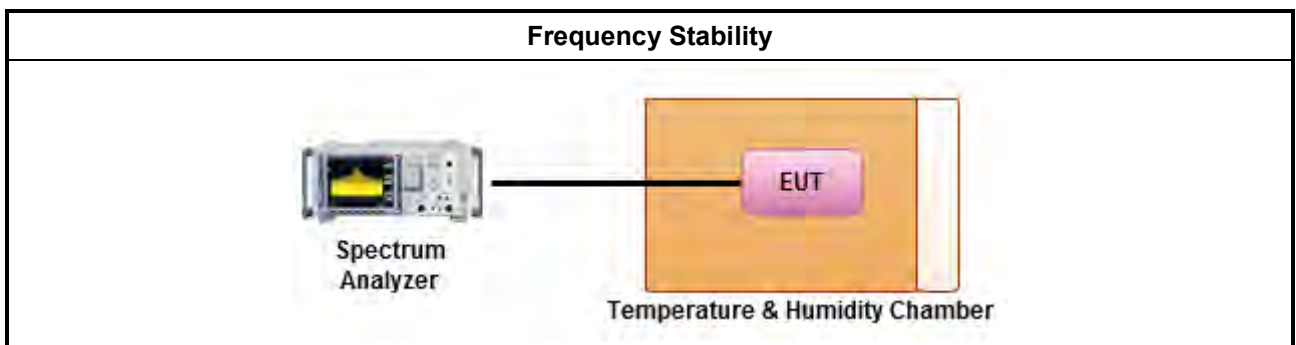 Frequency Stability
EUT
Spectrum
Analyzer
Temperature & Humidity Chamber